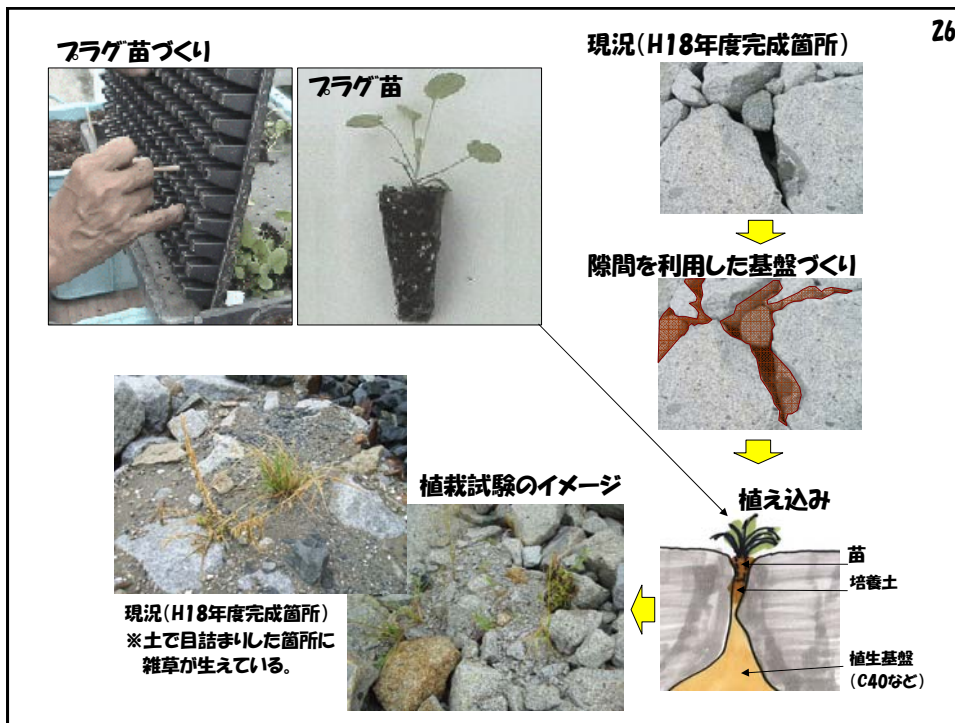 26
プラグ苗づくり
プラグ苗
現況(H18年度完成箇所)
隙間を利用した基盤づくり
植え込み
苗
培養土
植生基盤
(C40など)
植栽試験のイメージ
現況(H18年度完成箇所)
※土で目詰まりした箇所に
雑草が生えている。